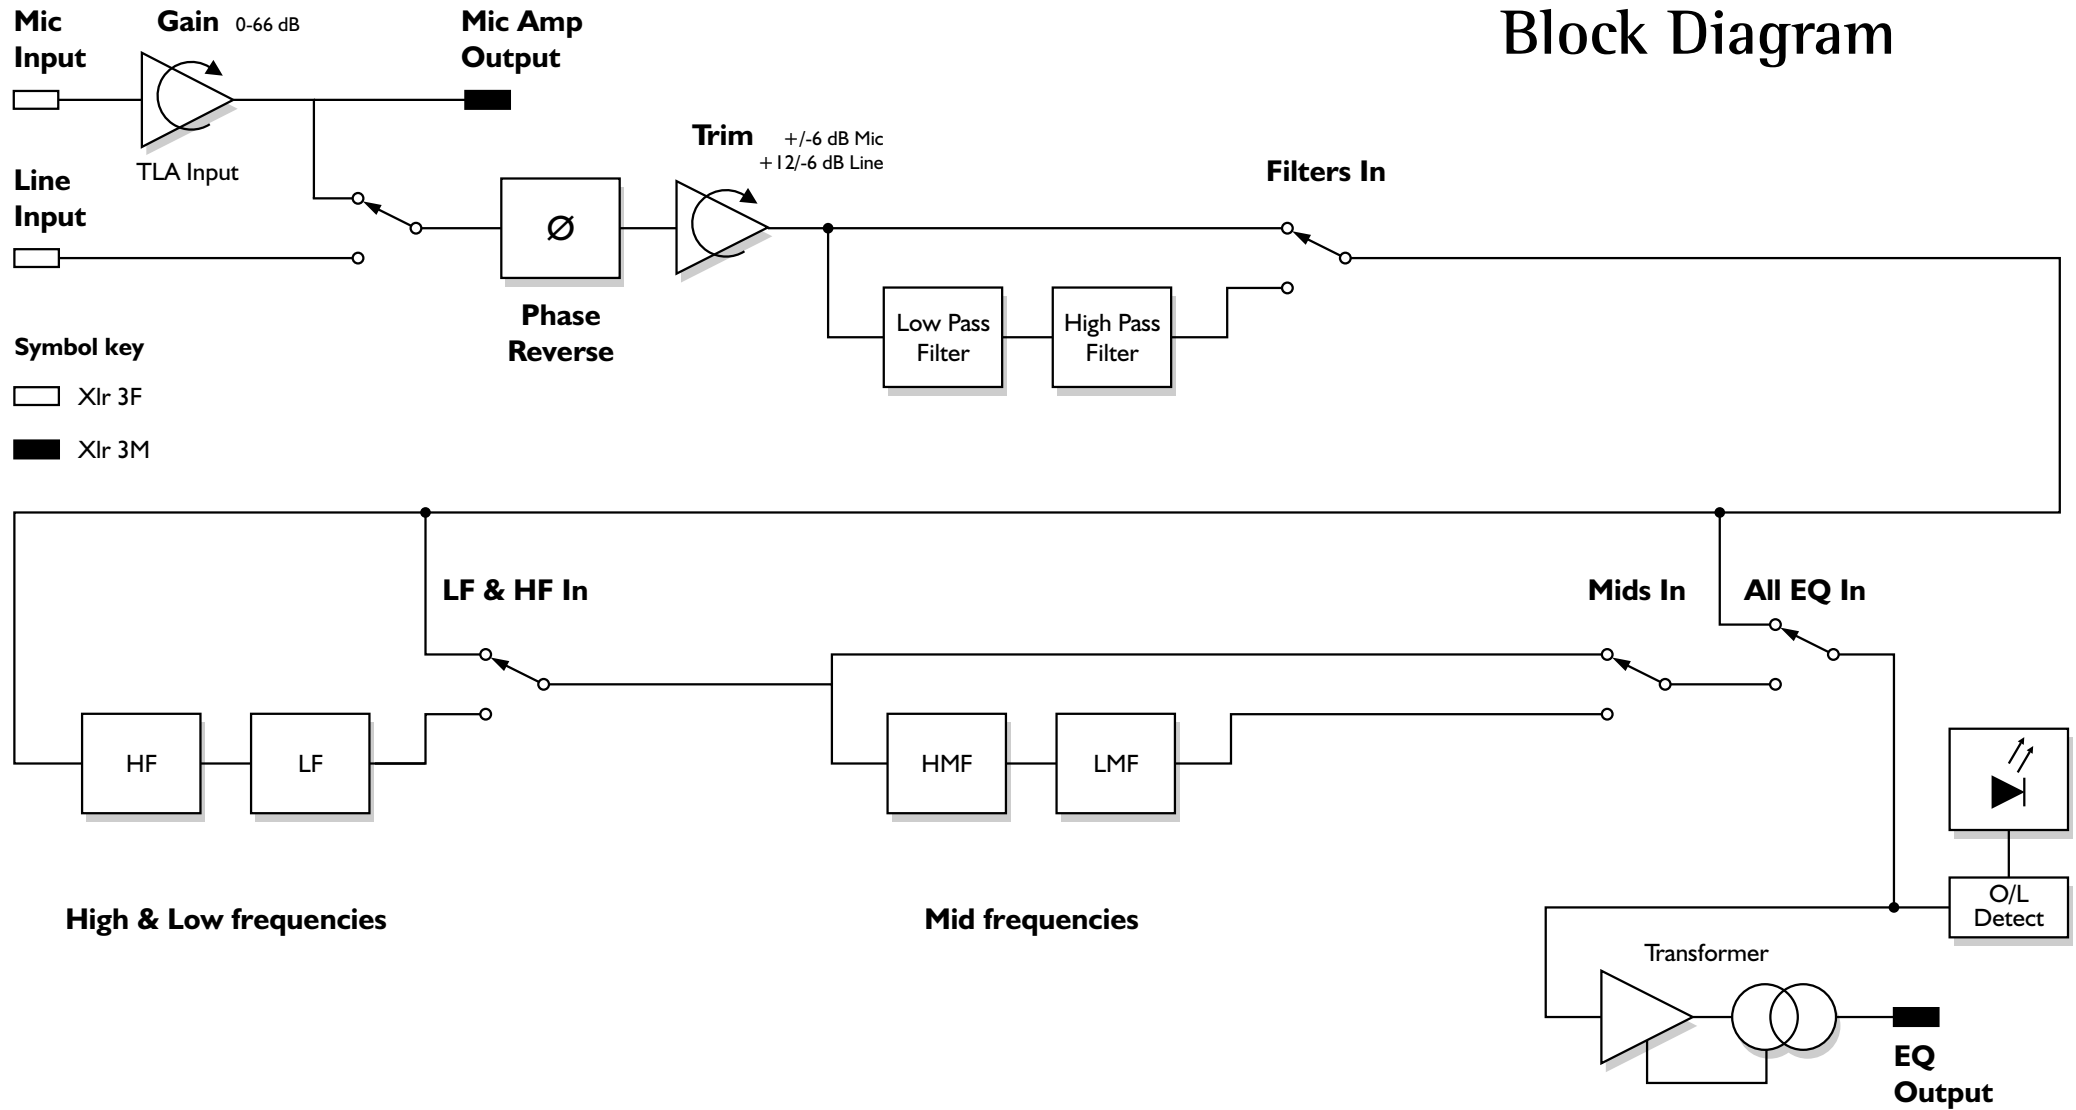 Block Diagram
Mic
Input
Gain 0-66 dB
Mic Amp
Output
TLA Input
Line
Input
Trim +/-6 dB Mic
+12/-6 dB Line
Filters In
Ø
Phase
Reverse
Low Pass
Filter
High Pass
Filter
Symbol key
Xlr 3F
Xlr 3M
LF & HF In
Mids In
All EQ In
HF
LF
HMF
LMF
High & Low frequencies
Mid frequencies
O/L
Detect
Transformer
EQ
Output